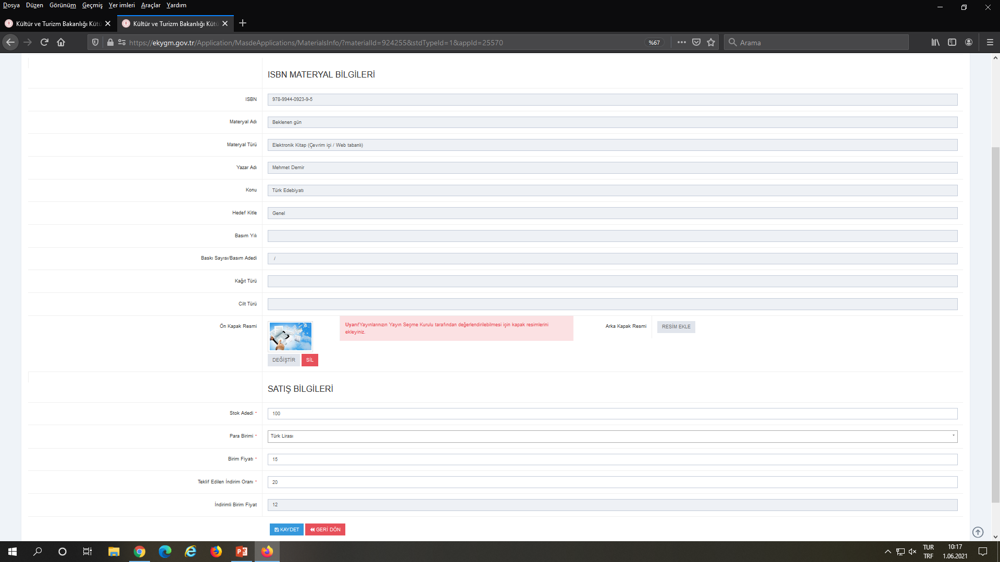 Dosya Düzen Görünüm Geçmiş Yer imleri Araçlar Yardım
Kültür ve Turizm Bakanlığı Kütü
Kültür ve Turizm Bakanlığı Kütü
https://ekygm.gov.tr/Application/MasdeApplications/MaterialsInfo/?materialId=924255&stdTypeId=1&appId=25570
%67
Arama
ISBN MATERYAL BİLGİLERİ
ISBN 978-9944-0923-9-5
Materyal Adı Beklenen gün
Materyal Türü Elektronik Kitap (Çevrim içi / Web tabanlı)
Yazar Adı Mehmet Demir
Konu Türk Edebiyatı
Hedef Kitle Genel
Basım Yılı
Baskı Sayısı/Basım Adedi /
Kağıt Türü
Cilt Türü
Ön Kapak Resmi
Uyarı!Yayınlarınızın Yayın Seçme Kurulu tarafından değerlendirilebilmesi için kapak resimlerini
ekleyiniz.
Arka Kapak Resmi RESİM EKLE
DEĞİŞTİR SİL
SATIŞ BİLGİLERİ
Stok Adedi * 100
Para Birimi * Türk Lirası
Birim Fiyatı * 15
Teklif Edilen İndirim Oranı * 20
İndirimli Birim Fiyat 12
KAYDET GERİ DÖN
TUR 10:17
TRF 1.06.2021